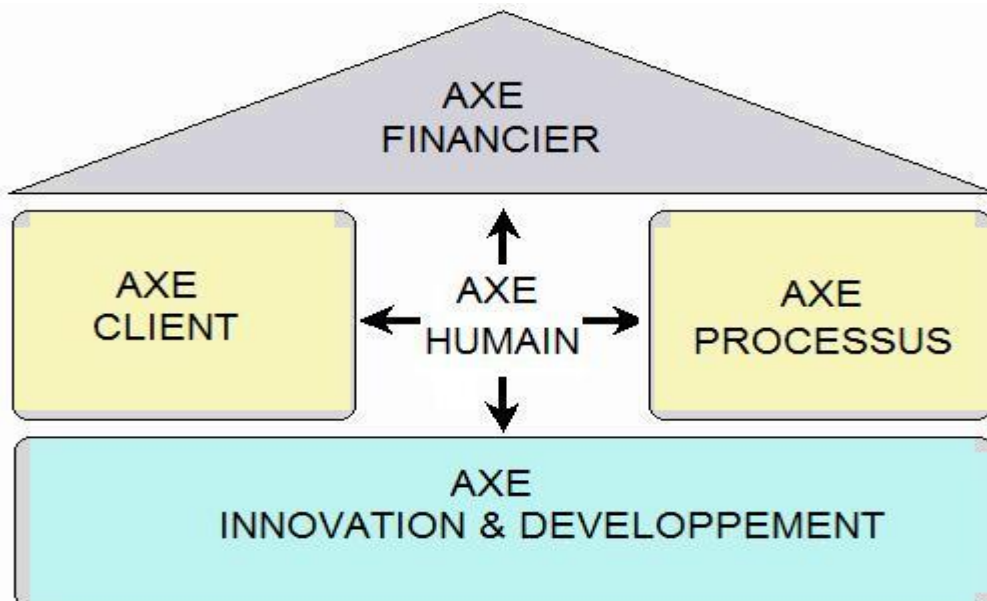 AXE
FINANCIER
AXE
CLIENT
AXE
HUMAIN
AXE
PROCESSUS
AXE
INNOVATION & DEVELOPPEMENT